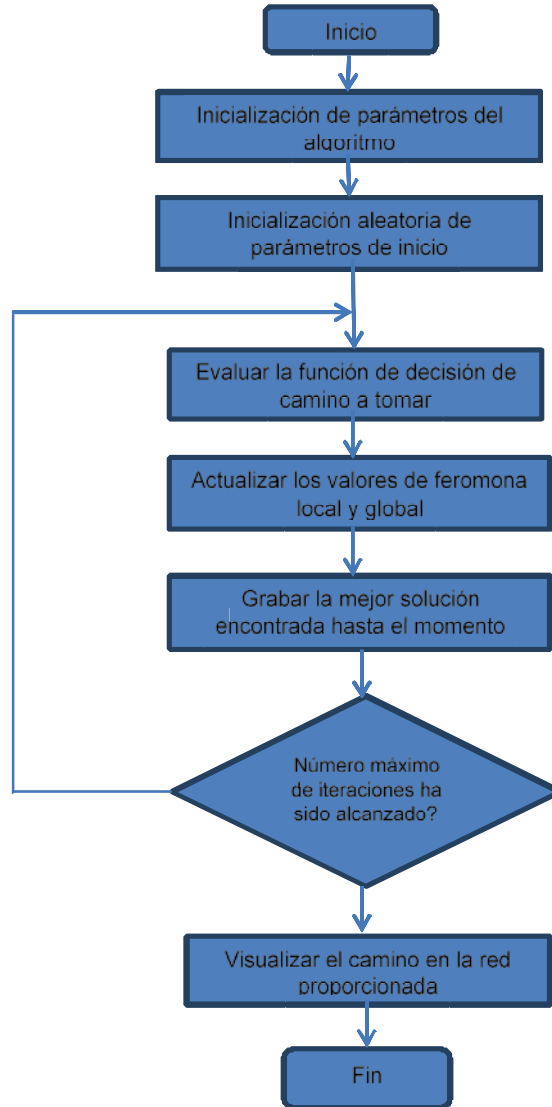 Inicio
Inicialización de parámetros del
algoritmo
Inicialización aleatoria de
parámetros de inicio
Evaluar la función de decisión de
camino a tomar
Actualizar los valores de feromona
local y global
Grabar la mejor solución
encontrada hasta el momento
Número máximo
de iteraciones ha
sido alcanzado?
Visualizar el camino en la red
proporcionada
Fin